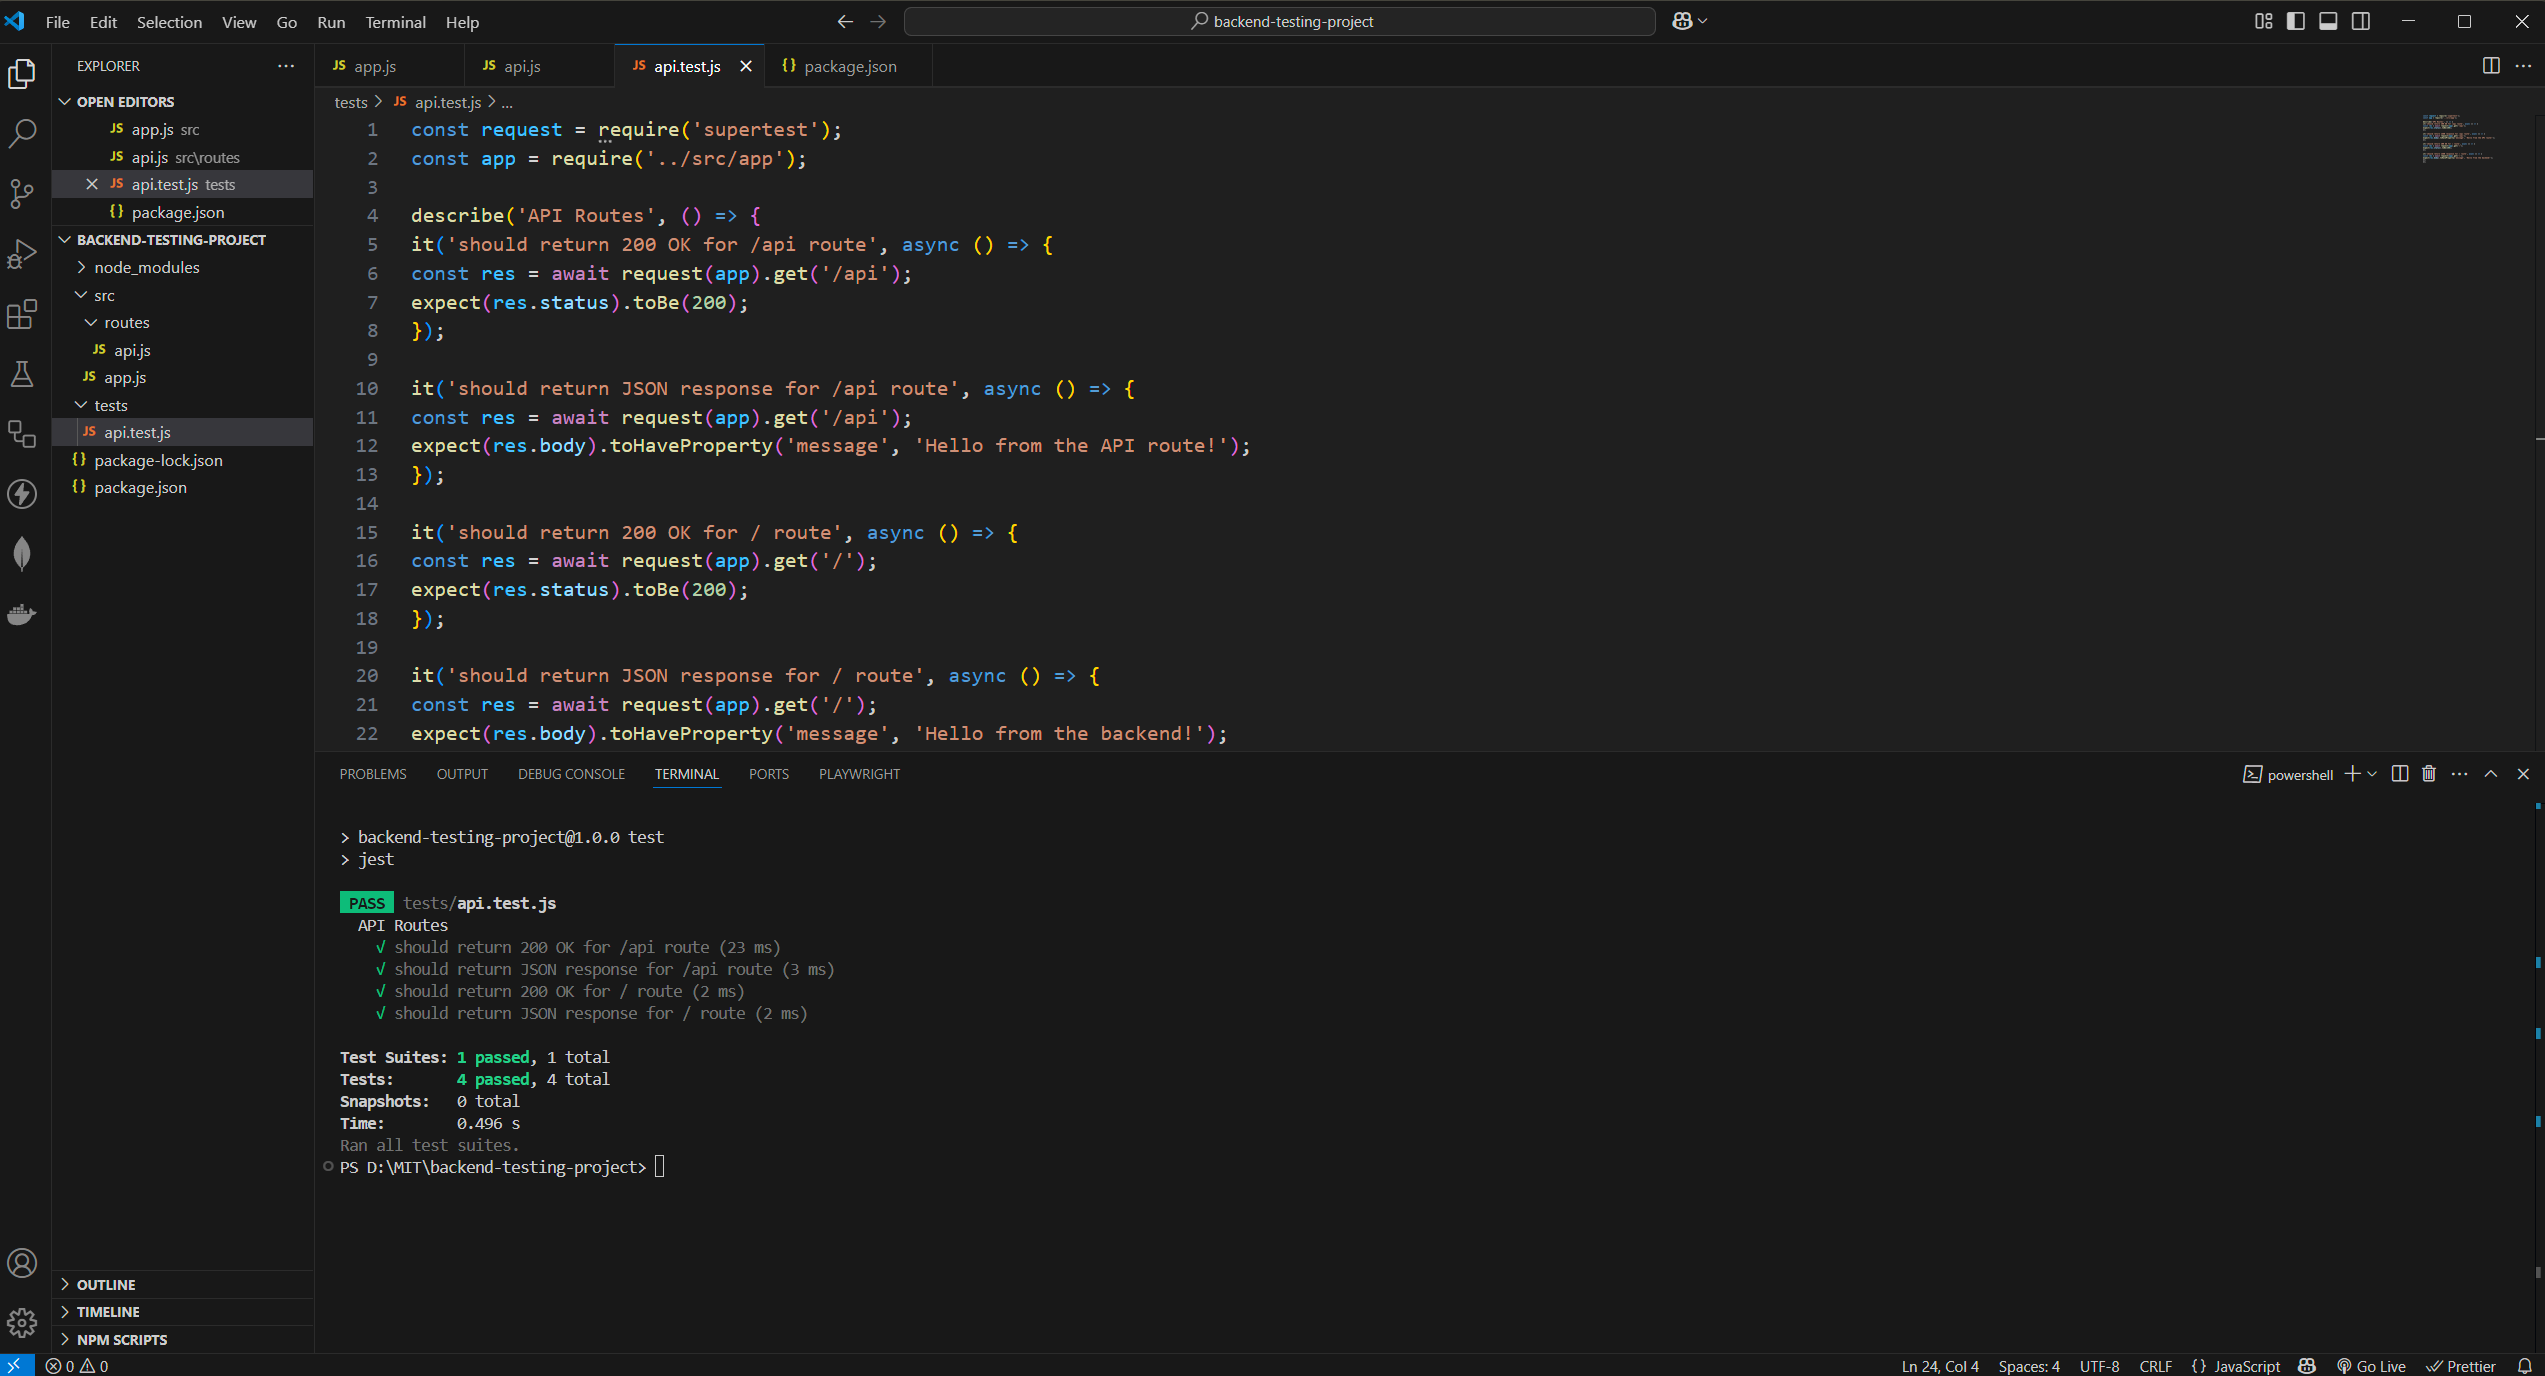 File Edit Selection View Go Run Terminal Help
backend-testing-project
EXPLORER
OPEN EDITORS
JS app.js src
JS api.js src\routes
JS api.test.js tests
{} package.json
BACKEND-TESTING-PROJECT
node_modules
src
routes
JS api.js
JS app.js
tests
JS api.test.js
{} package-lock.json
{} package.json
OUTLINE
TIMELINE
NPM SCRIPTS
JS app.js JS api.js JS api.test.js {} package.json
tests > JS api.test.js > ...
1 const request = require('supertest');
2 const app = require('../src/app');
3
4 describe('API Routes', () => {
5 it('should return 200 OK for /api route', async () => {
6 const res = await request(app).get('/api');
7 expect(res.status).toBe(200);
8 });
9
10 it('should return JSON response for /api route', async () => {
11 const res = await request(app).get('/api');
12 expect(res.body).toHaveProperty('message', 'Hello from the API route!');
13 });
14
15 it('should return 200 OK for / route', async () => {
16 const res = await request(app).get('/');
17 expect(res.status).toBe(200);
18 });
19
20 it('should return JSON response for / route', async () => {
21 const res = await request(app).get('/');
22 expect(res.body).toHaveProperty('message', 'Hello from the backend!');
PROBLEMS OUTPUT DEBUG CONSOLE TERMINAL PORTS PLAYWRIGHT
powershell
> backend-testing-project@1.0.0 test
> jest
PASS tests/api.test.js
API Routes
√ should return 200 OK for /api route (23 ms)
√ should return JSON response for /api route (3 ms)
√ should return 200 OK for / route (2 ms)
√ should return JSON response for / route (2 ms)
Test Suites: 1 passed, 1 total
Tests: 4 passed, 4 total
Snapshots: 0 total
Time: 0.496 s
Ran all test suites.
PS D:\MIT\backend-testing-project>
0 0
Ln 24, Col 4 Spaces: 4 UTF-8 CRLF {} JavaScript Go Live Prettier